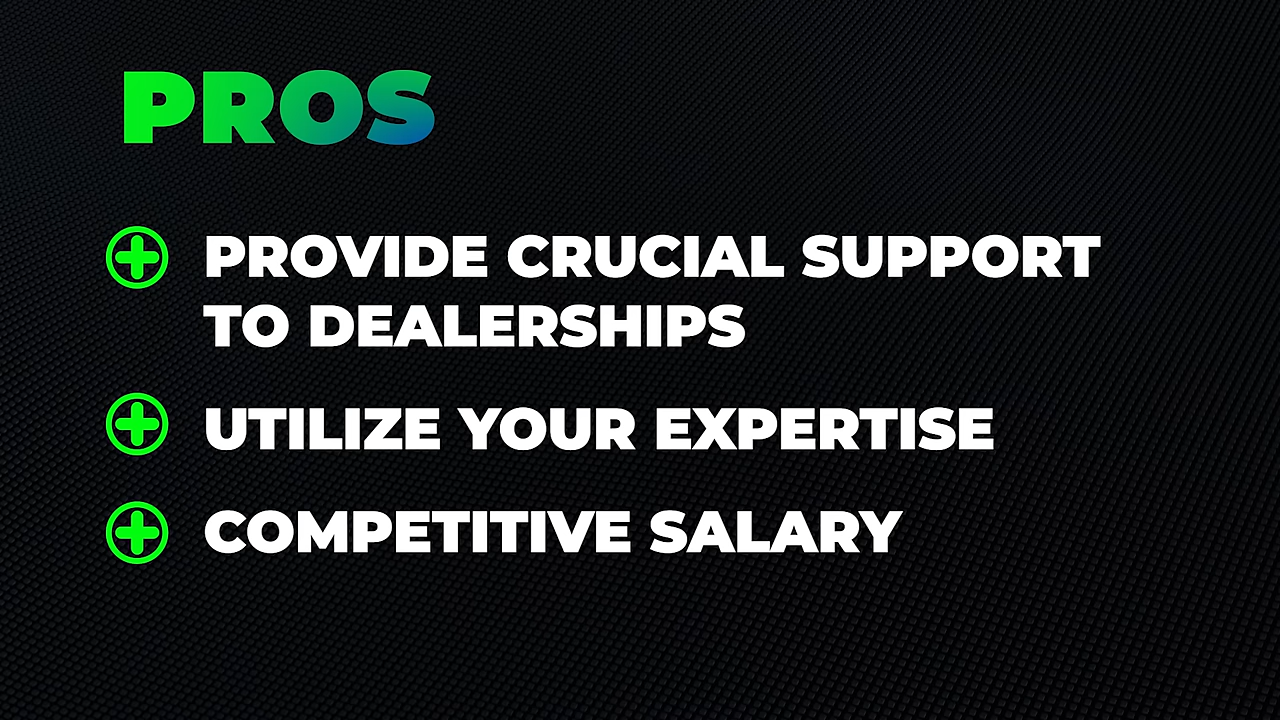 PROS
PROVIDE CRUCIAL SUPPORT
TO DEALERSHIPS
UTILIZE YOUR EXPERTISE
COMPETITIVE SALARY